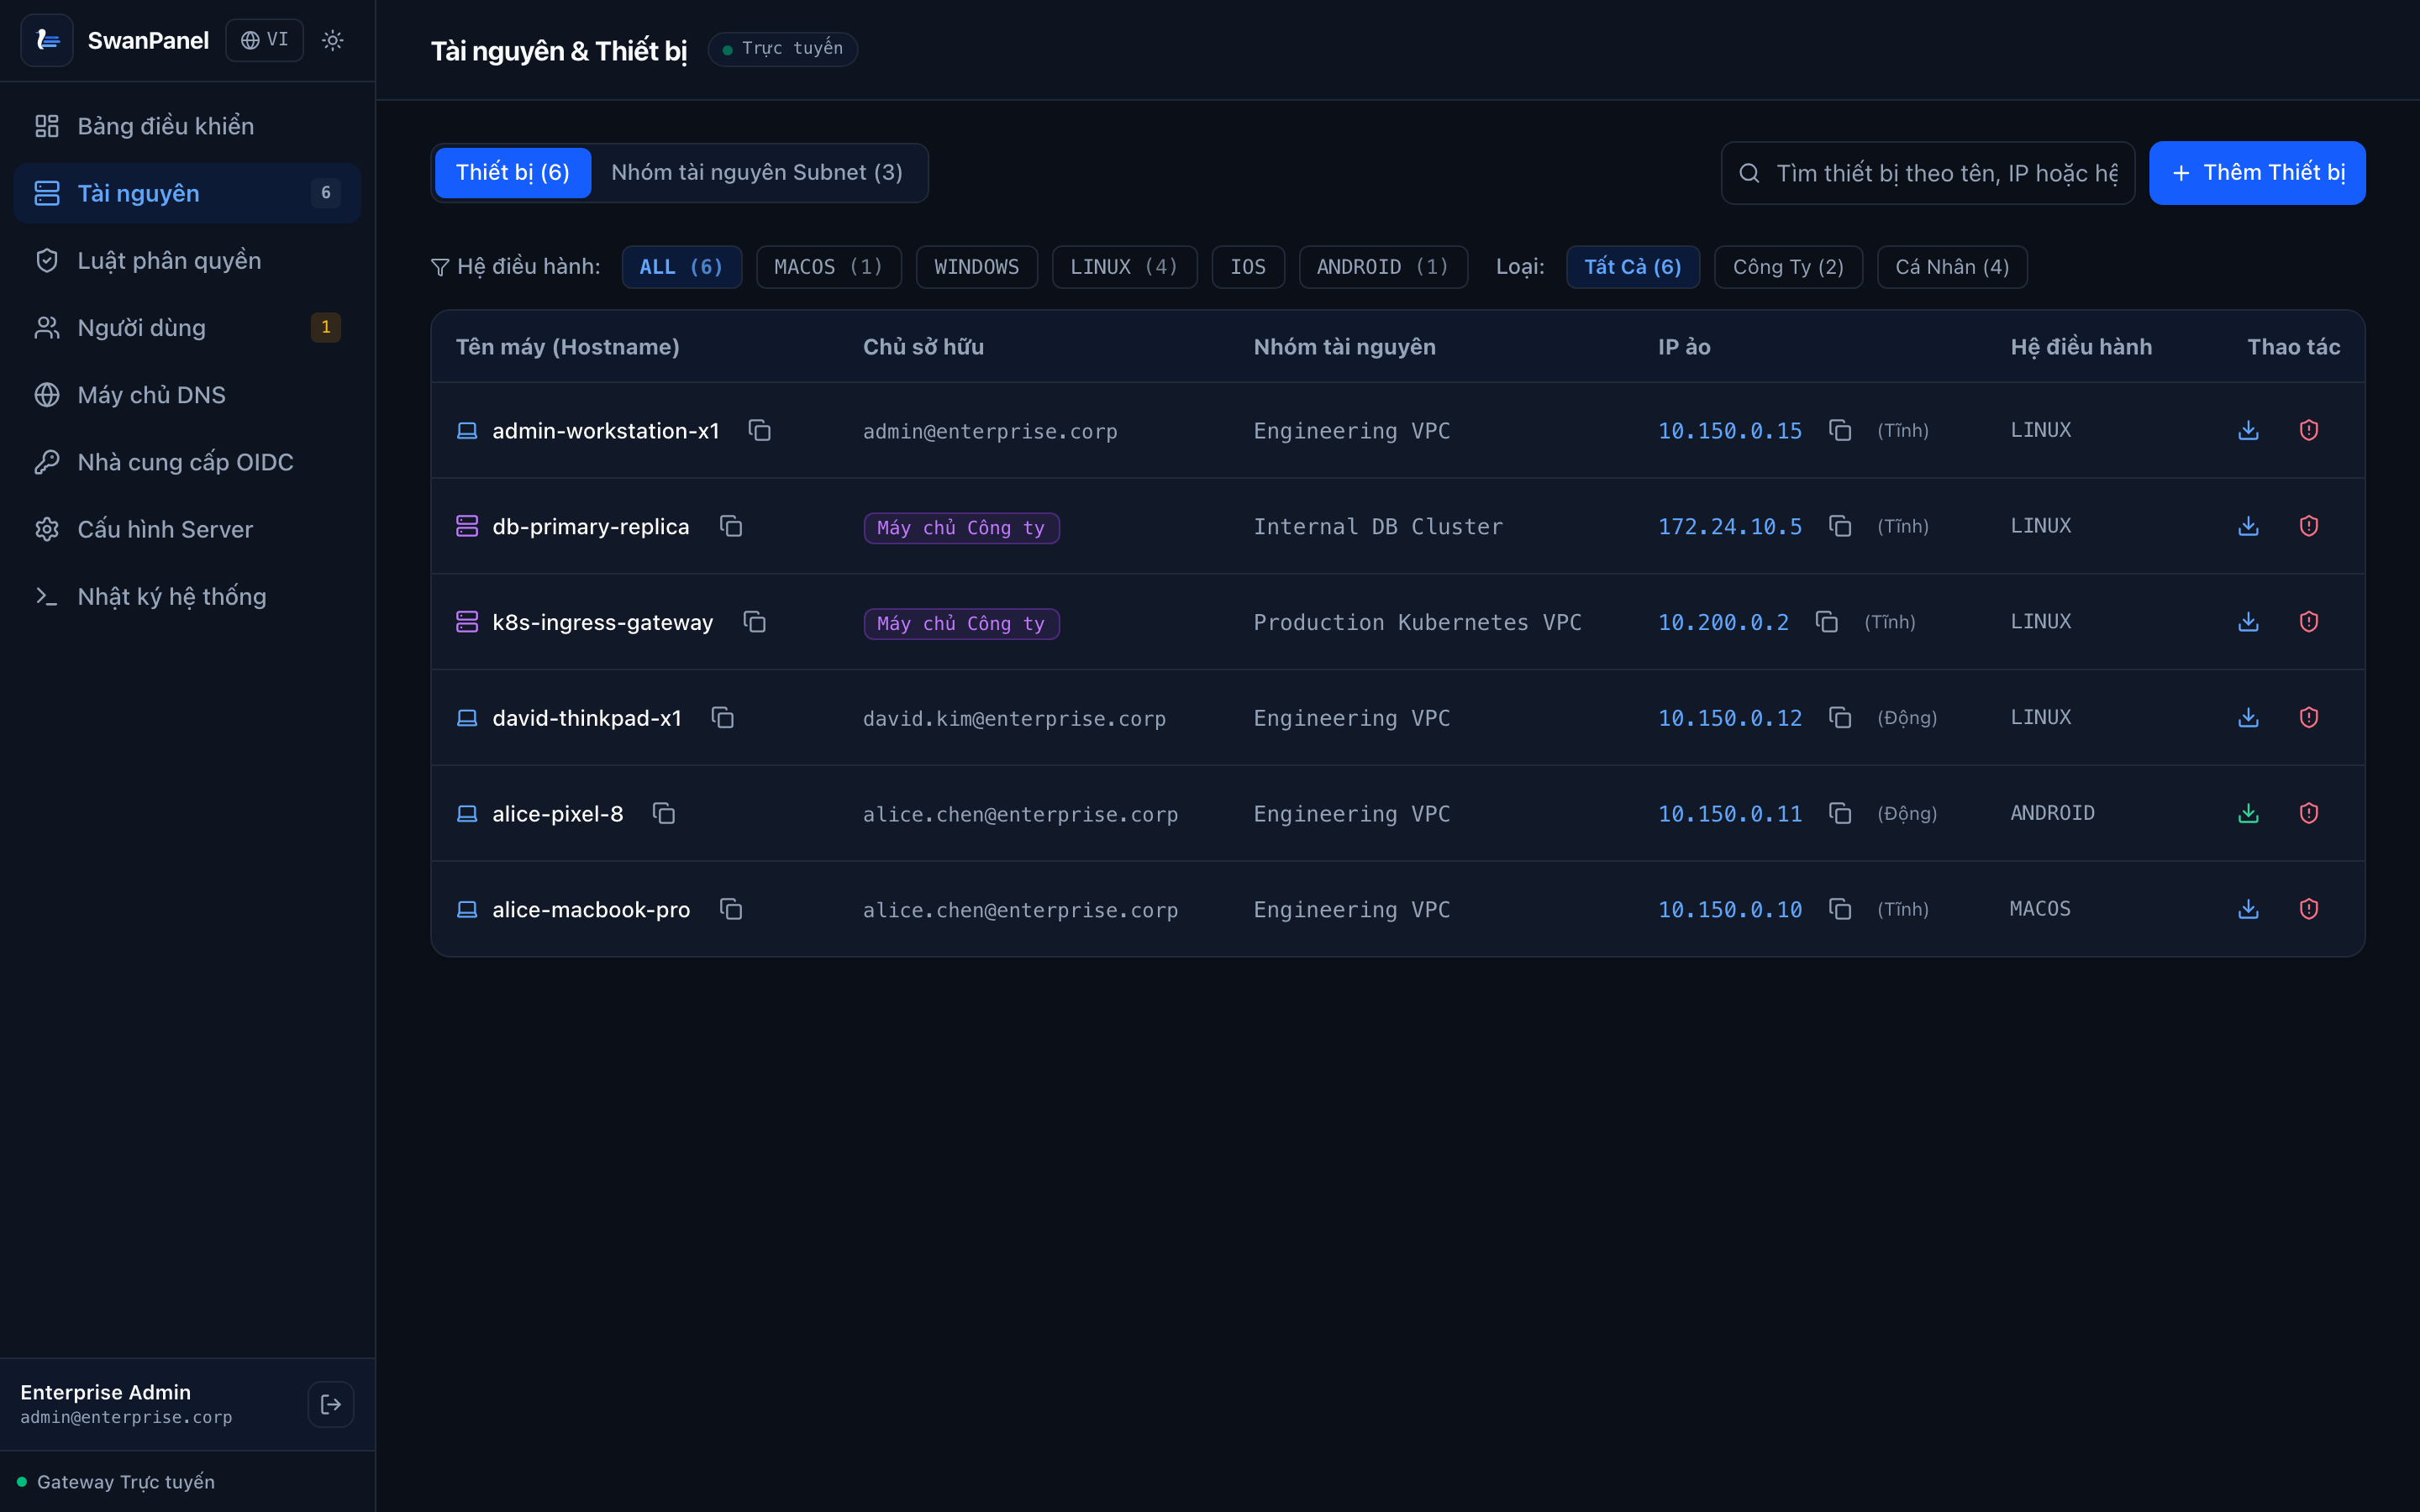 SwanPanel
VI
Bảng điều khiển
Tài nguyên 6
Luật phân quyền
Người dùng 1
Máy chủ DNS
Nhà cung cấp OIDC
Cấu hình Server
Nhật ký hệ thống
Enterprise Admin
admin@enterprise.corp
Gateway Trực tuyến
Tài nguyên & Thiết bị Trực tuyến
Thiết bị (6) Nhóm tài nguyên Subnet (3) Tìm thiết bị theo tên, IP hoặc hệ + Thêm Thiết bị
Hệ điều hành: ALL (6) MACOS (1) WINDOWS LINUX (4) IOS ANDROID (1) Loại: Tất Cả (6) Công Ty (2) Cá Nhân (4)
Tên máy (Hostname) Chủ sở hữu Nhóm tài nguyên IP ảo Hệ điều hành Thao tác
admin-workstation-x1 admin@enterprise.corp Engineering VPC 10.150.0.15 (Tĩnh) LINUX
db-primary-replica Máy chủ Công ty Internal DB Cluster 172.24.10.5 (Tĩnh) LINUX
k8s-ingress-gateway Máy chủ Công ty Production Kubernetes VPC 10.200.0.2 (Tĩnh) LINUX
david-thinkpad-x1 david.kim@enterprise.corp Engineering VPC 10.150.0.12 (Động) LINUX
alice-pixel-8 alice.chen@enterprise.corp Engineering VPC 10.150.0.11 (Động) ANDROID
alice-macbook-pro alice.chen@enterprise.corp Engineering VPC 10.150.0.10 (Tĩnh) MACOS